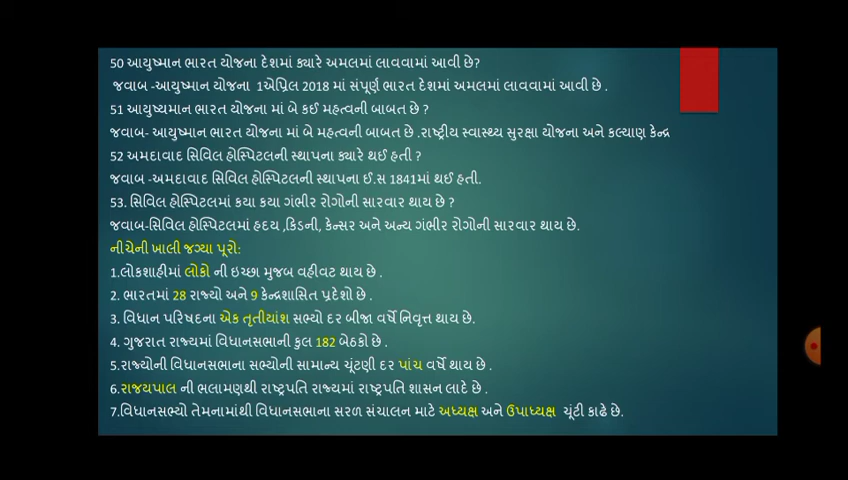 50 આયુષ્માન ભારત યોજના દેશમાં ક્યારે અમલમાં લાવવામાં આવી છે?
જવાબ -આયુષ્માન યોજના 1એપ્રિલ 2018 માં સંપૂર્ણ ભારત દેશમાં અમલમાં લાવવામાં આવી છે .
51 આયુષ્યમાન ભારત યોજના માં બે કઈ મહત્વની બાબત છે ?
જવાબ- આયુષ્માન ભારત યોજના માં બે મહત્વની બાબત છે .રાષ્ટ્રીય સ્વાસ્થ્ય સુરક્ષા યોજના અને કલ્યાણ કેન્દ્ર
52 અમદાવાદ સિવિલ હોસ્પિટલની સ્થાપના ક્યારે થઈ હતી ?
જવાબ -અમદાવાદ સિવિલ હોસ્પિટલની સ્થાપના ઈ.સ 1841માં થઈ હતી.
53. સિવિલ હોસ્પિટલમાં કયા કયા ગંભીર રોગોની સારવાર થાય છે ?
જવાબ-સિવિલ હોસ્પિટલમાં હૃદય ,કિડની, કેન્સર અને અન્ય ગંભીર રોગોની સારવાર થાય છે.
નીચેની ખાલી જગ્યા પૂરો:
1.લોકશાહીમાં લોકો ની ઇચ્છા મુજબ વહીવટ થાય છે .
2. ભારતમાં 28 રાજ્યો અને 9 કેન્દ્રશાસિત પ્રદેશો છે .
3. વિધાન પરિષદના એક તૃતીયાંશ સભ્યો દર બીજા વર્ષે નિવૃત્ત થાય છે.
4. ગુજરાત રાજ્યમાં વિધાનસભાની કુલ 182 બેઠકો છે .
5.રાજ્યોની વિધાનસભાના સભ્યોની સામાન્ય ચૂંટણી દર પાંચ વર્ષે થાય છે .
6.રાજયપાલ ની ભલામણથી રાષ્ટ્રપતિ રાજ્યમાં રાષ્ટ્રપતિ શાસન લાદે છે .
7.વિધાનસભ્યો તેમનામાંથી વિધાનસભાના સરળ સંચાલન માટે અધ્યક્ષ અને ઉપાધ્યક્ષ ચૂંટી કાઢે છે.